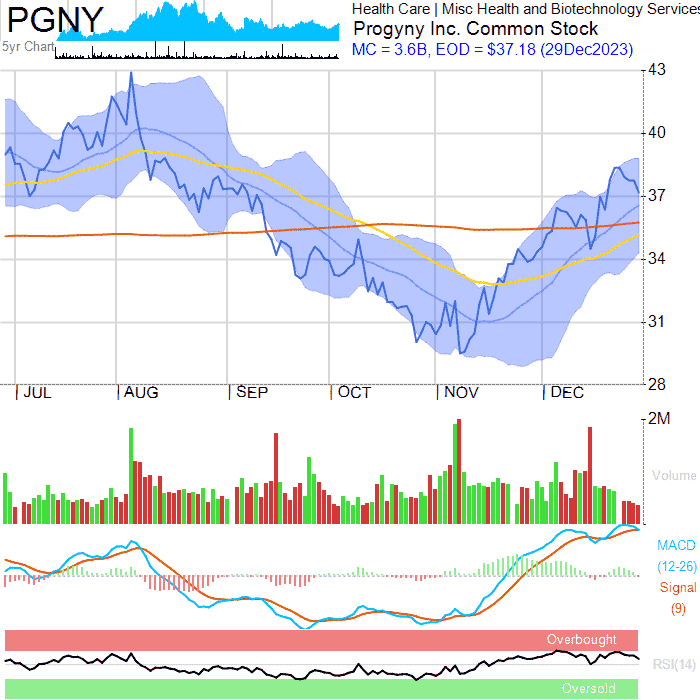 PGNY
5yr Chart
Health Care | Misc Health and Biotechnology Services
Progyny Inc. Common Stock
MC = 3.6B, EOD = $37.18 (29Dec2023)
43
40
37
34
31
28
JUL AUG SEP OCT NOV DEC
2M
Volume
MACD
(12-26)
Signal
(9)
Overbought
RSI(14)
Oversold